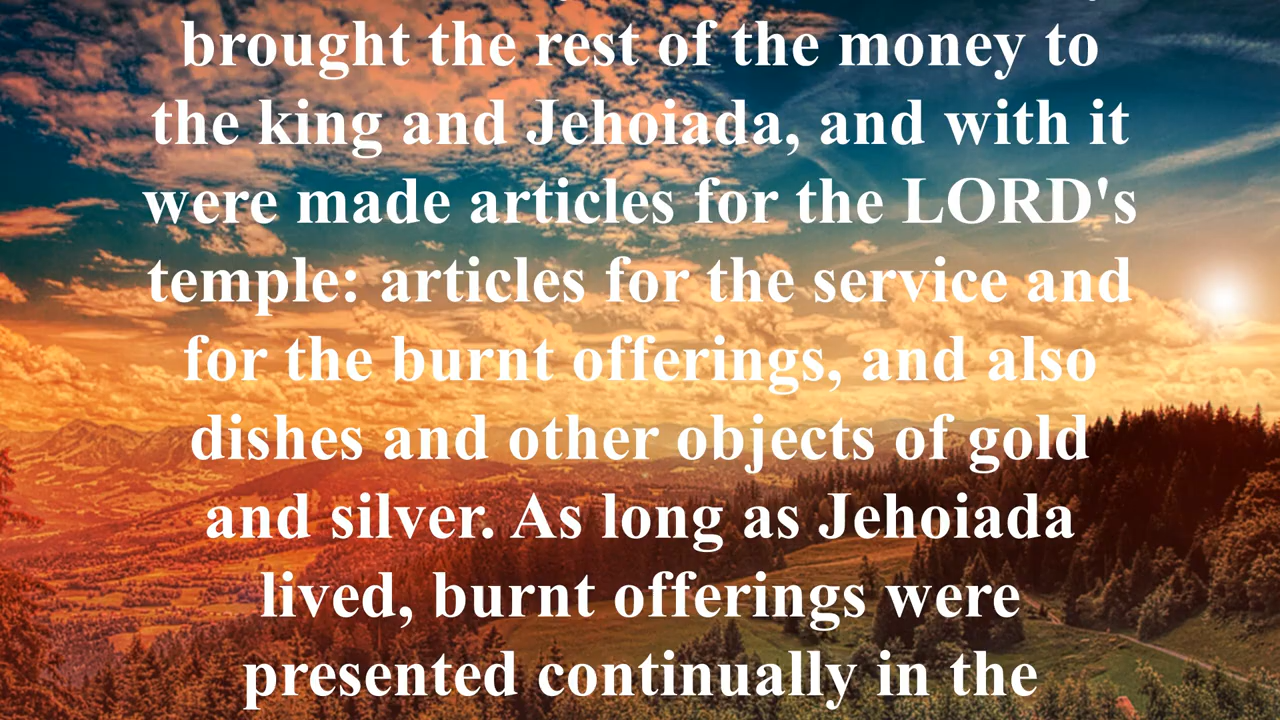 brought the rest of the money to
the king and Jehoiada, and with it
were made articles for the LORD's
temple: articles for the service and
for the burnt offerings, and also
dishes and other objects of gold
and silver. As long as Jehoiada
lived, burnt offerings were
presented continually in the